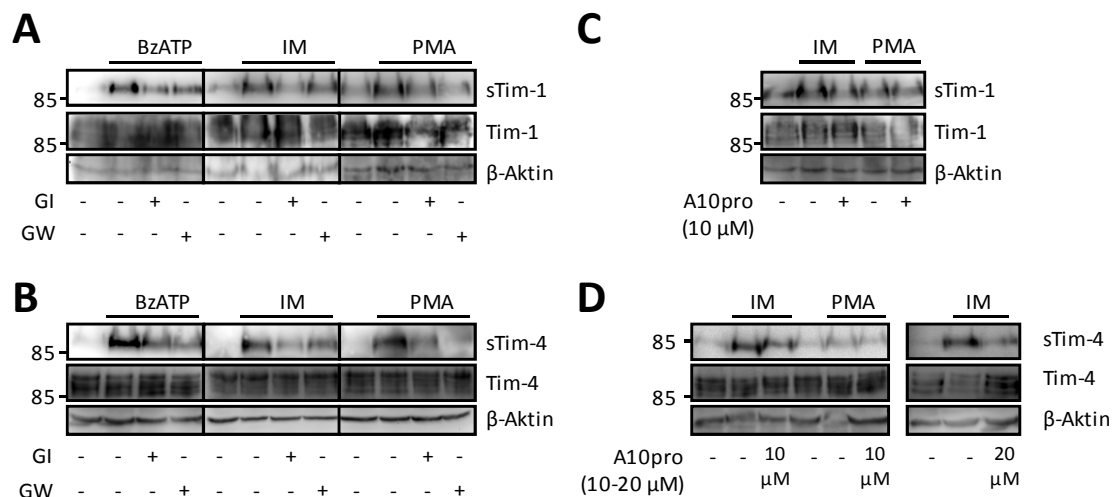 A
BzATP IM PMA
85 sTim-1
85 Tim-1
β-Aktin
GI - - + - - - + - - - + -
GW - - - + - - - + - - - +
B
BzATP IM PMA
85 sTim-4
85 Tim-4
β-Aktin
GI - - + - - - + - - - + -
GW - - - + - - - + - - - +
C
IM PMA
85 sTim-1
85 Tim-1
β-Aktin
A10pro - - + - +
(10 µM)
D
IM PMA IM
85 sTim-4
85 Tim-4
β-Aktin
A10pro - - 10 - - 10 - - 20
(10-20 µM) µM µM µM